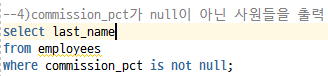 --4)commission_pct가 null이 아닌 사원들을 출력
select last_name
from employees
where commission_pct is not null;